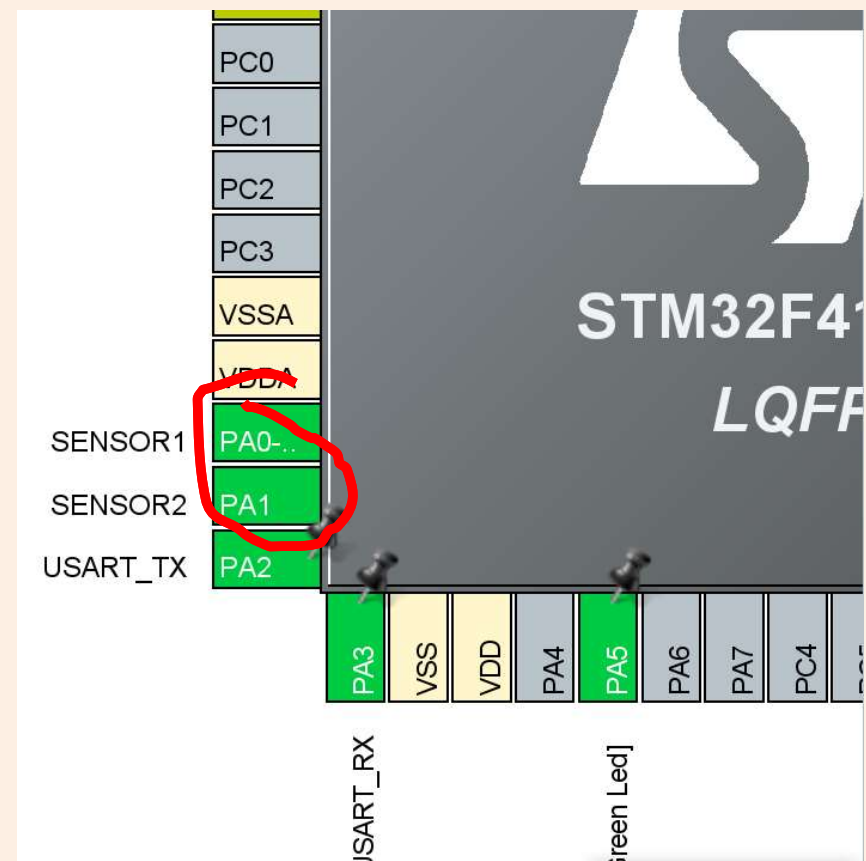 PC0
PC1
PC2
PC3
VSSA
VDDA
SENSOR1 PA0-..
SENSOR2 PA1
USART_TX PA2
STM32F4
LQFP
PA3
VSS
VDD
PA4
PA5
PA6
PA7
PC4
USART_RX
Green Led]